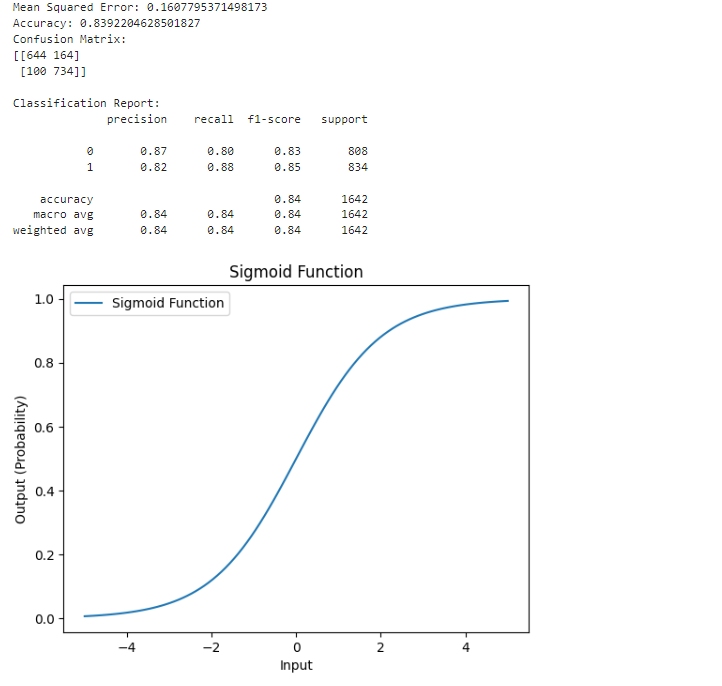 Mean Squared Error: 0.1607795371498173
Accuracy: 0.8392204628501827
Confusion Matrix:
[[644 164]
 [100 734]]
Classification Report:
precision recall f1-score support
0 0.87 0.80 0.83 808
1 0.82 0.88 0.85 834
accuracy 0.84 1642
macro avg 0.84 0.84 0.84 1642
weighted avg 0.84 0.84 0.84 1642
Sigmoid Function
Sigmoid Function
1.0
0.8
0.6
0.4
0.2
0.0
Output (Probability)
−4 −2 0 2 4
Input